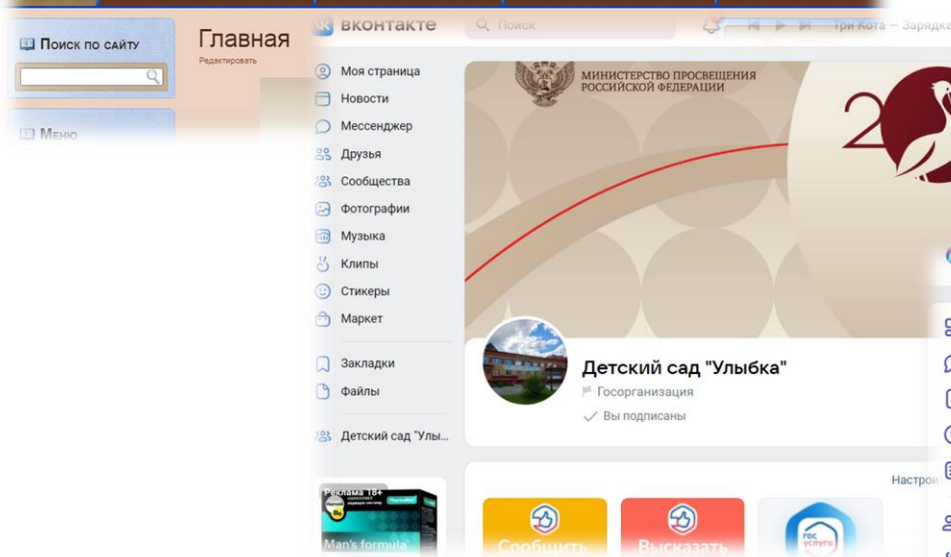 Поиск по сайту
Главная
Редактировать
Меню
вконтакте
Поиск
Три Кота — Зарядка
Моя страница
Новости
Мессенджер
Друзья
Сообщества
Фотографии
Музыка
Клипы
Стикеры
Маркет
Закладки
Файлы
Детский сад "Улы...
МИНИСТЕРСТВО ПРОСВЕЩЕНИЯ
РОССИЙСКОЙ ФЕДЕРАЦИИ
2
Детский сад "Улыбка"
Госорганизация
Вы подписаны
Настрои
Реклама 18+
Man's formula
Сообщить
Высказать
гос
услуги